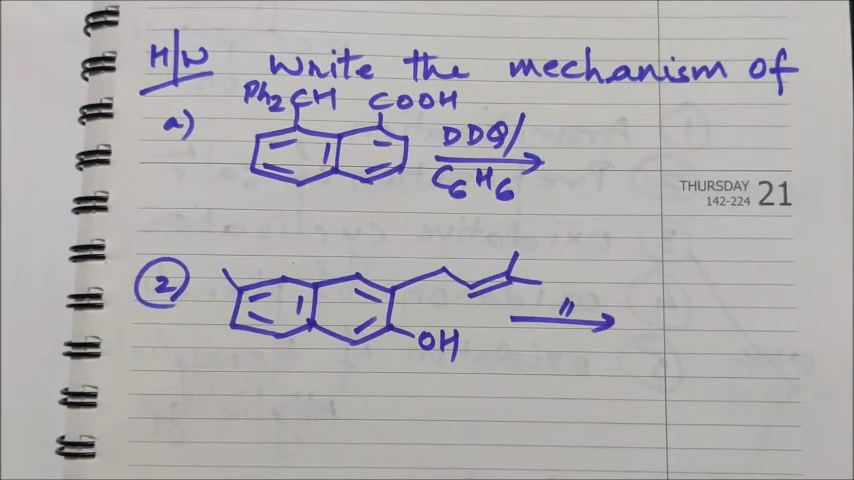 H/W Write the mechanism of
Ph2CH COOH
a) DDQ/
C6H6
THURSDAY 21
142-224
2) "
OH